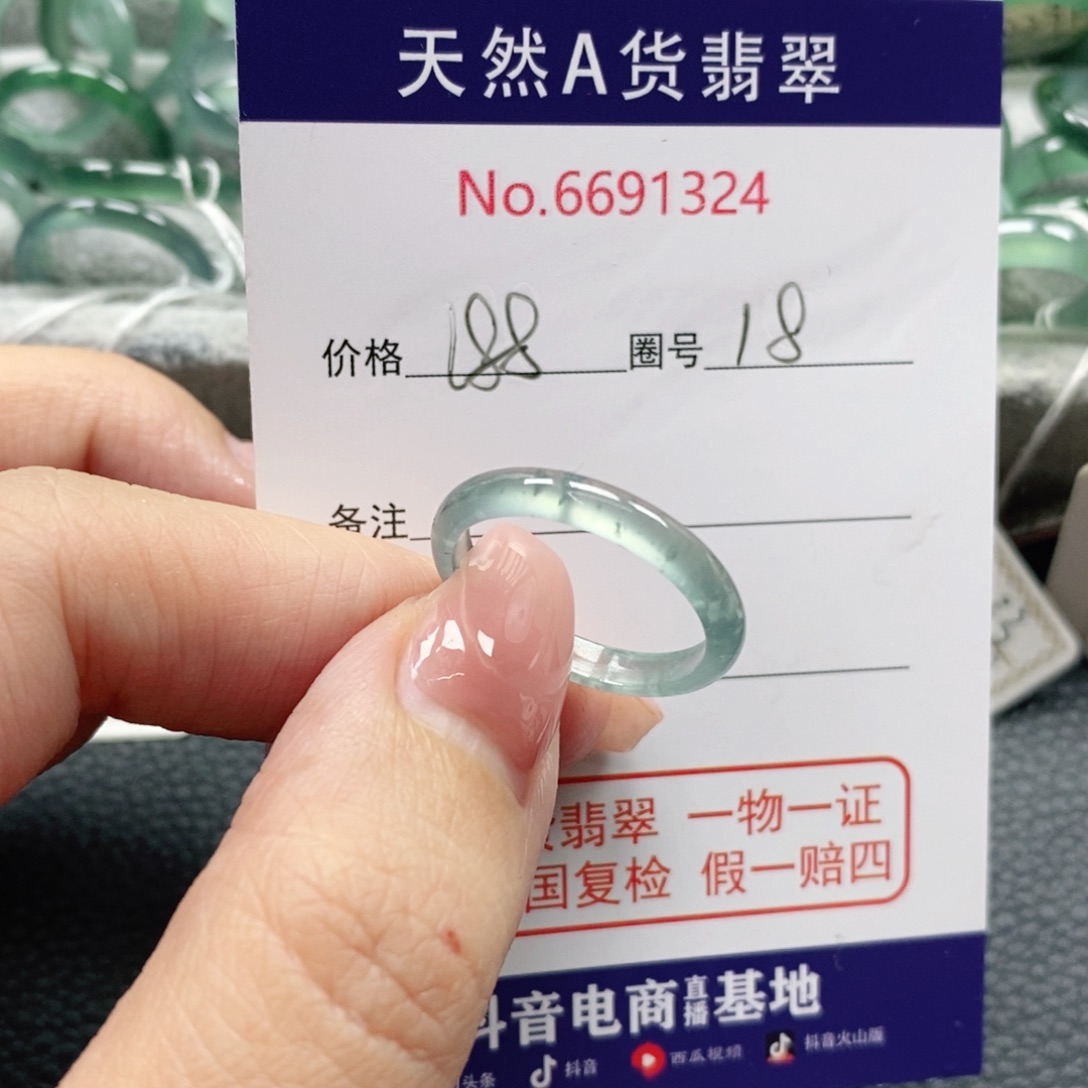 天然A货翡翠
No.6691324
价格 188 圈号 18
备注
翡翠 一物一证
国复检 假一赔四
抖音电商直播基地
头条 抖音 西瓜视频 抖音火山版